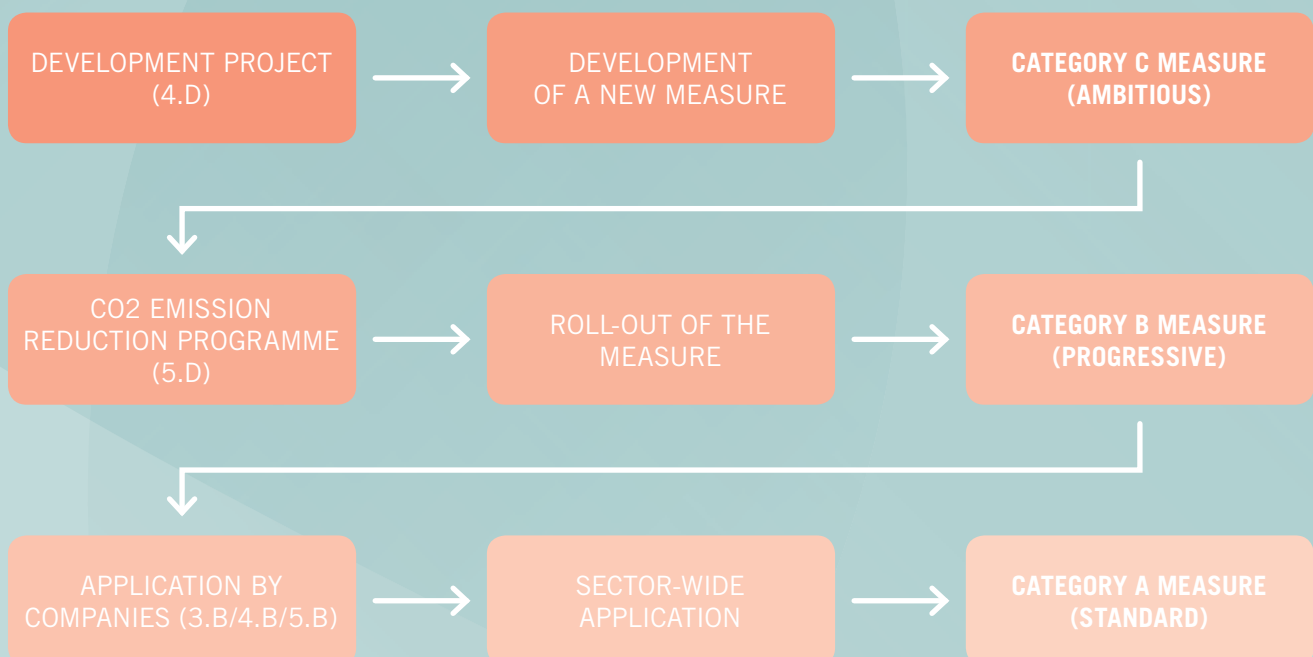 DEVELOPMENT PROJECT
(4.D)
DEVELOPMENT
OF A NEW MEASURE
CATEGORY C MEASURE
(AMBITIOUS)
CO2 EMISSION
REDUCTION PROGRAMME
(5.D)
ROLL-OUT OF THE
MEASURE
CATEGORY B MEASURE
(PROGRESSIVE)
APPLICATION BY
COMPANIES (3.B/4.B/5.B)
SECTOR-WIDE
APPLICATION
CATEGORY A MEASURE
(STANDARD)